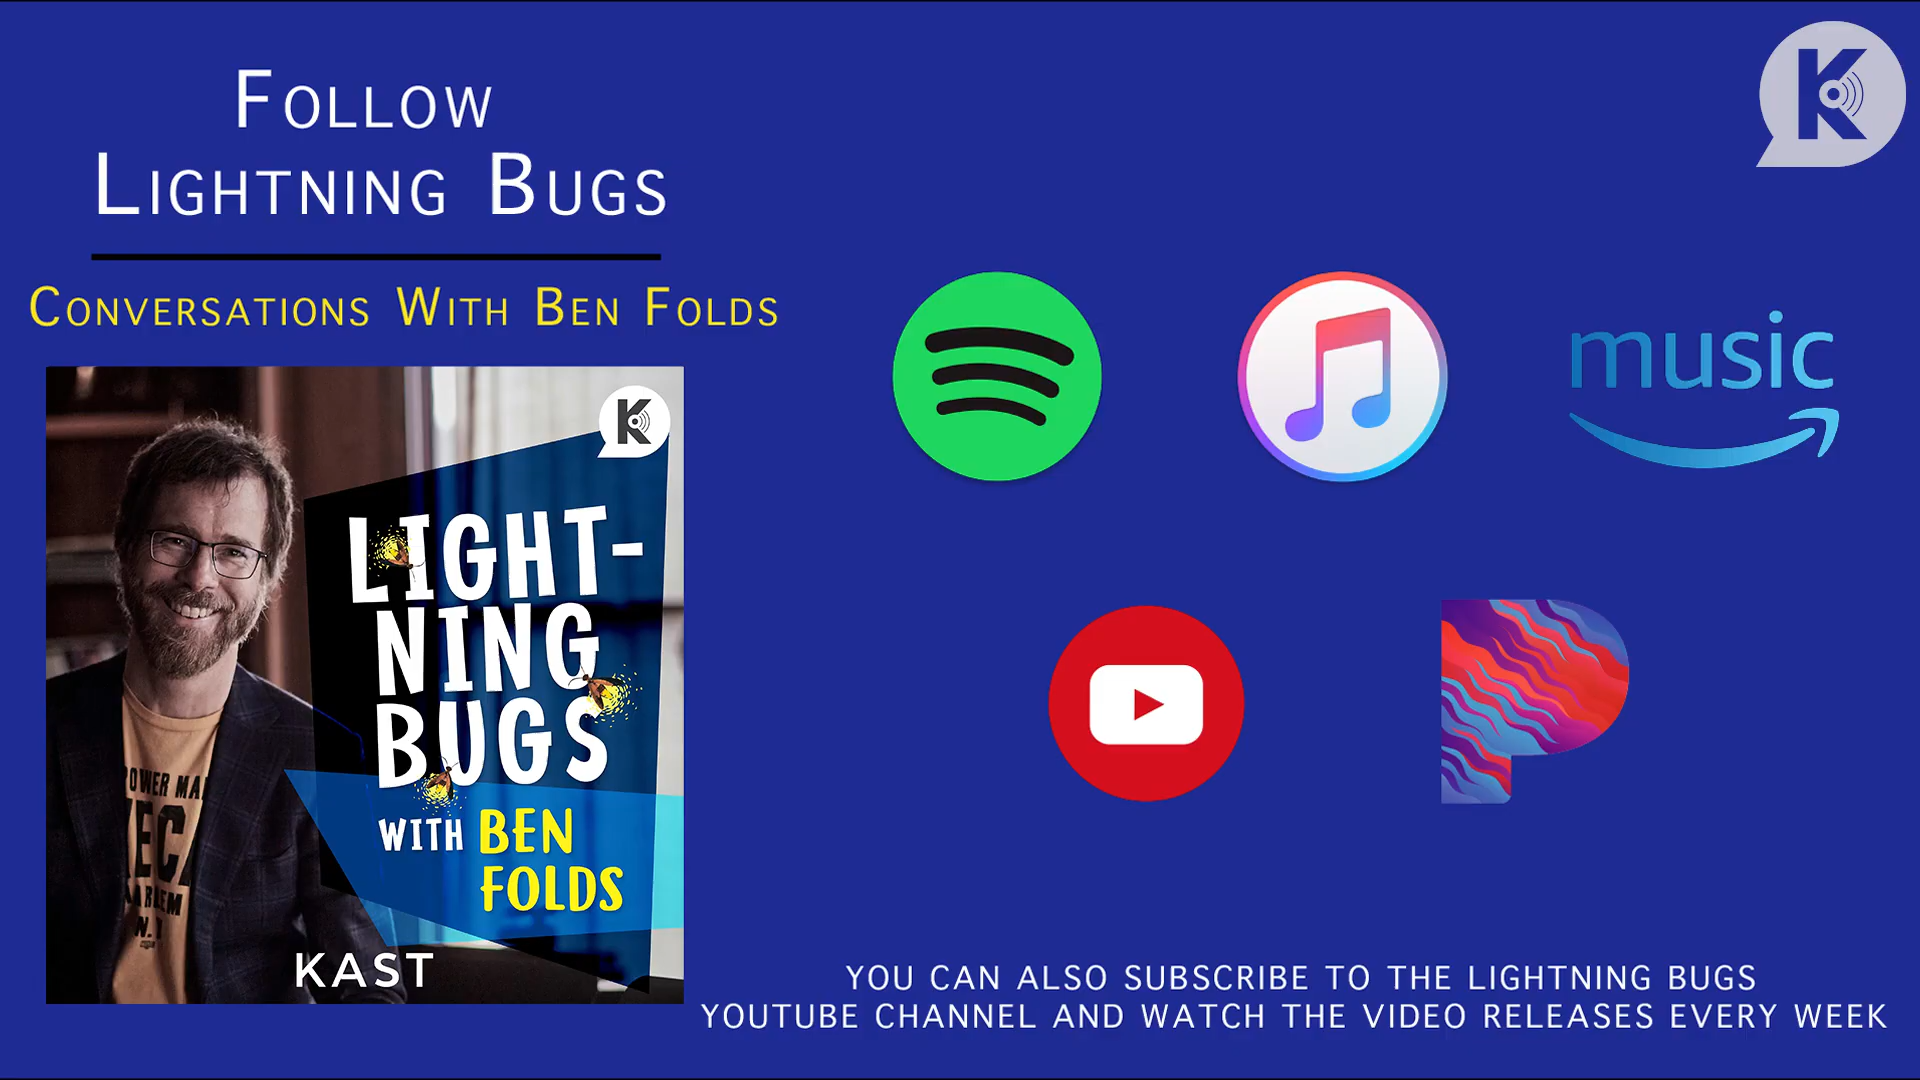 FOLLOW
LIGHTNING BUGS
CONVERSATIONS WITH BEN FOLDS
K
K
LIGHT-
NING
BUGS
WITH BEN
FOLDS
KAST
music
YOU CAN ALSO SUBSCRIBE TO THE LIGHTNING BUGS
YOUTUBE CHANNEL AND WATCH THE VIDEO RELEASES EVERY WEEK